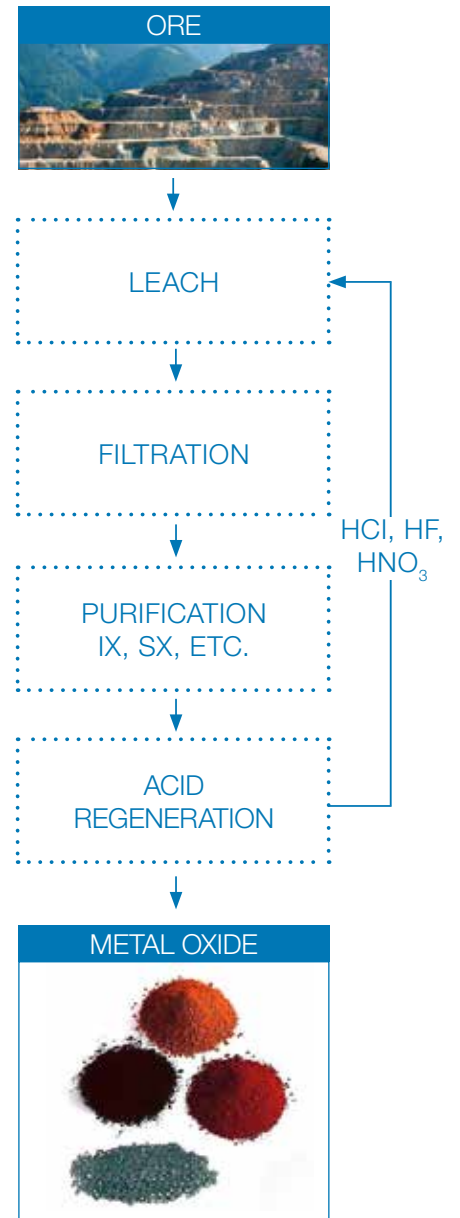 ORE
LEACH
FILTRATION
HCl, HF,
HNO₃
PURIFICATION
IX, SX, ETC.
ACID
REGENERATION
METAL OXIDE